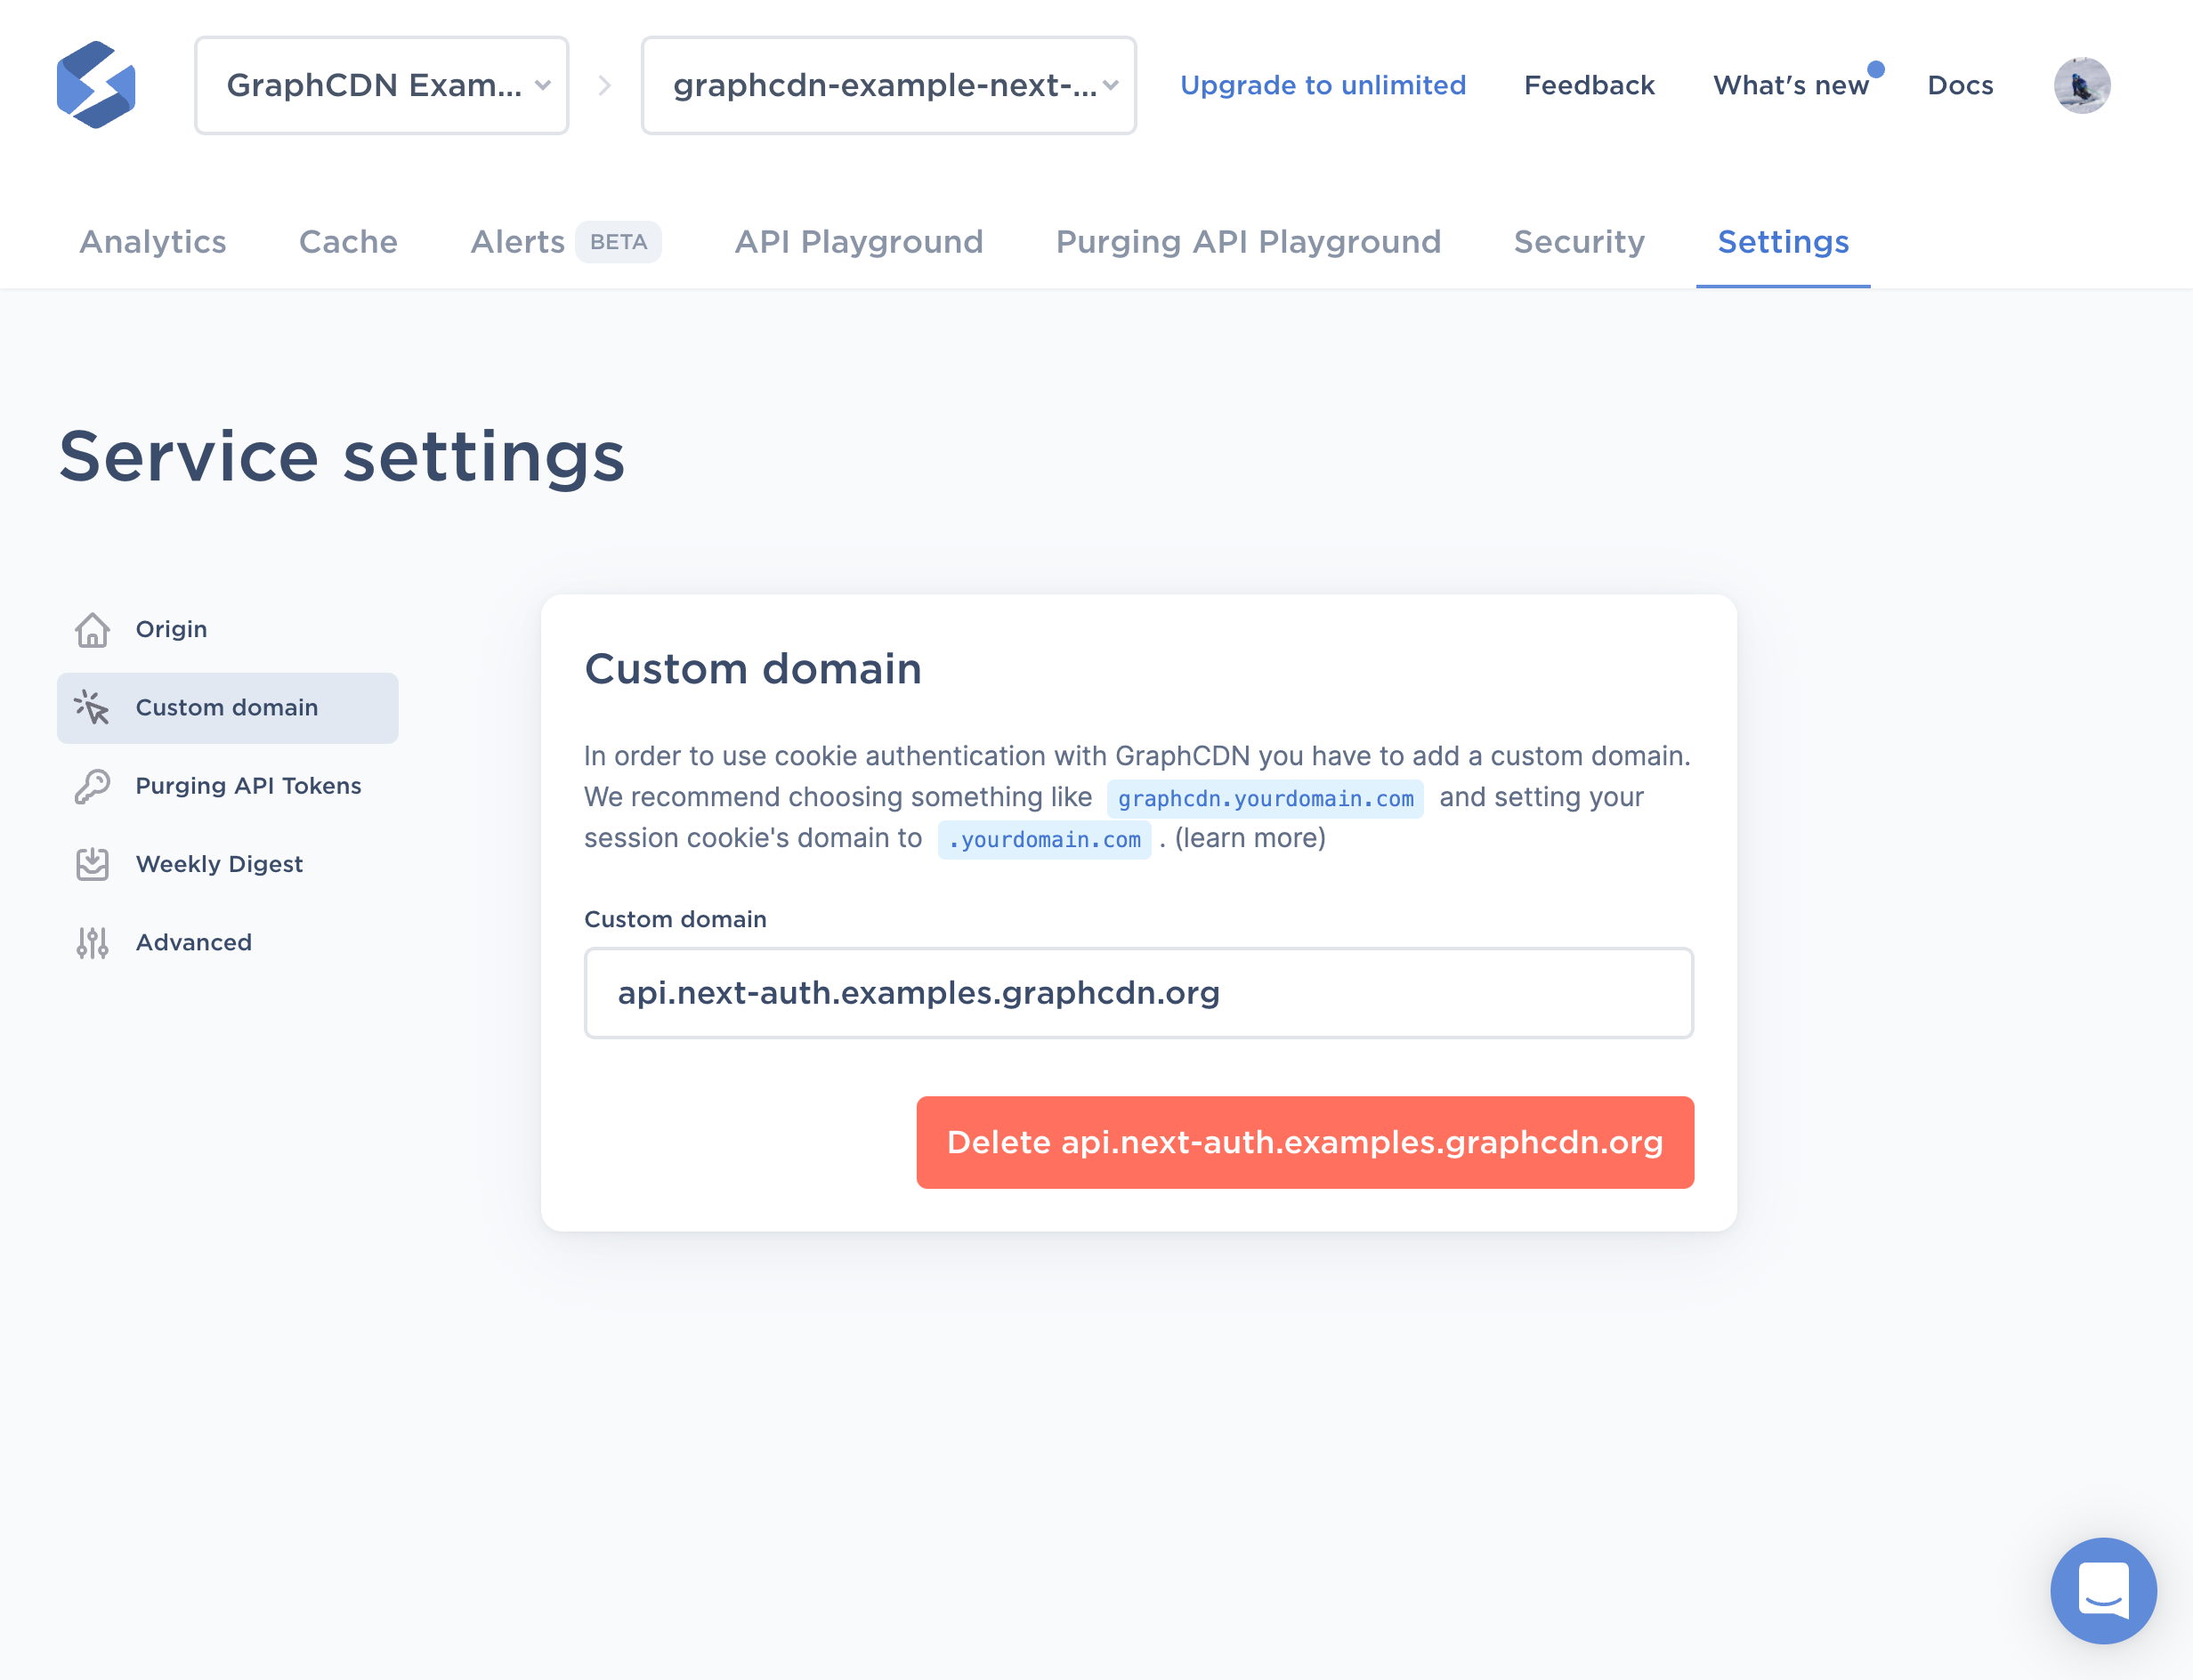 GraphCDN Exam...
graphcdn-example-next-...
Upgrade to unlimited
Feedback
What's new
Docs
Analytics
Cache
Alerts BETA
API Playground
Purging API Playground
Security
Settings
Service settings
Origin
Custom domain
Purging API Tokens
Weekly Digest
Advanced
Custom domain
In order to use cookie authentication with GraphCDN you have to add a custom domain.
We recommend choosing something like graphcdn.yourdomain.com and setting your
session cookie's domain to .yourdomain.com . (learn more)
Custom domain
api.next-auth.examples.graphcdn.org
Delete api.next-auth.examples.graphcdn.org